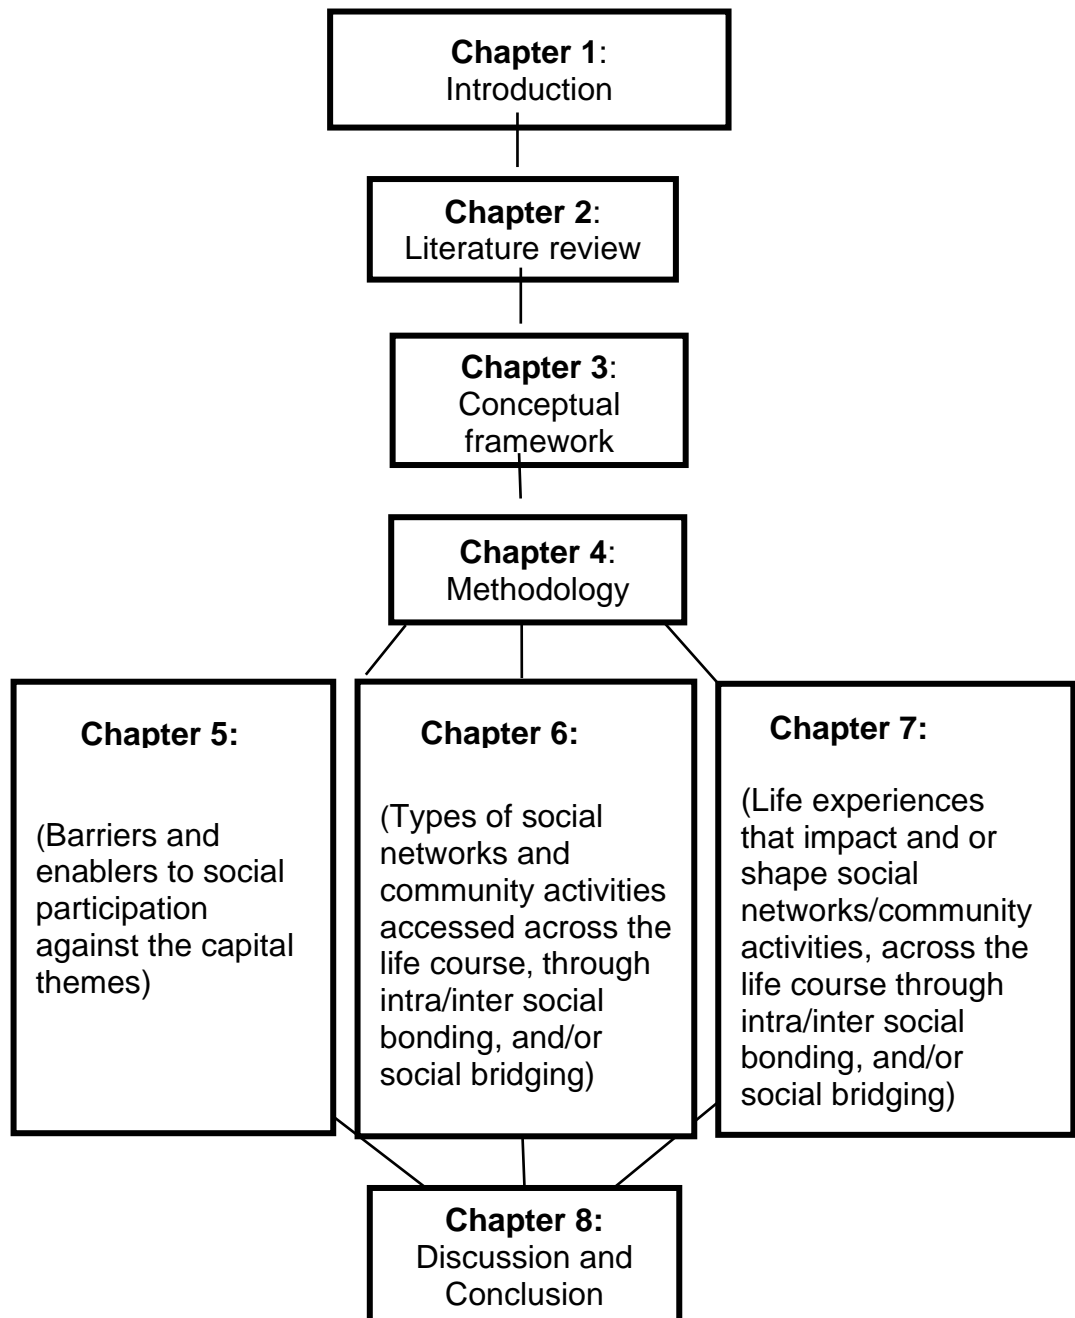 Chapter 1:
Introduction
Chapter 2:
Literature review
Chapter 3:
Conceptual
framework
Chapter 4:
Methodology
Chapter 5:
(Barriers and
enablers to social
participation
against the capital
themes)
Chapter 6:
(Types of social
networks and
community activities
accessed across the
life course, through
intra/inter social
bonding, and/or
social bridging)
Chapter 7:
(Life experiences
that impact and or
shape social
networks/community
activities, across the
life course through
intra/inter social
bonding, and/or
social bridging)
Chapter 8:
Discussion and
Conclusion